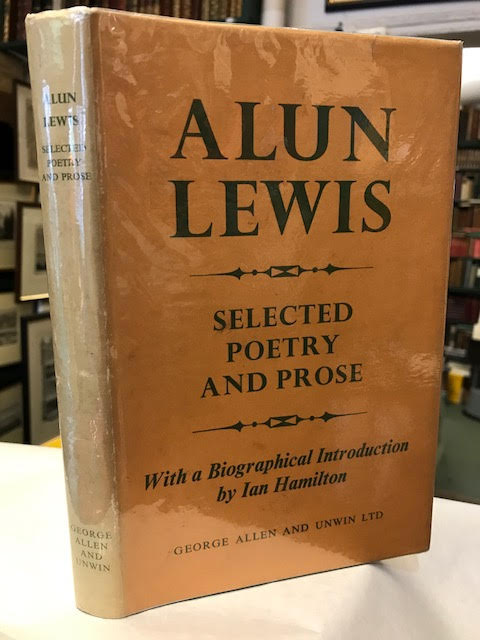 ALUN
LEWIS
SELECTED
POETRY
AND PROSE
GEORGE
ALLEN
AND
UNWIN
ALUN
LEWIS
SELECTED
POETRY
AND PROSE
With a Biographical Introduction
by Ian Hamilton
GEORGE ALLEN AND UNWIN LTD